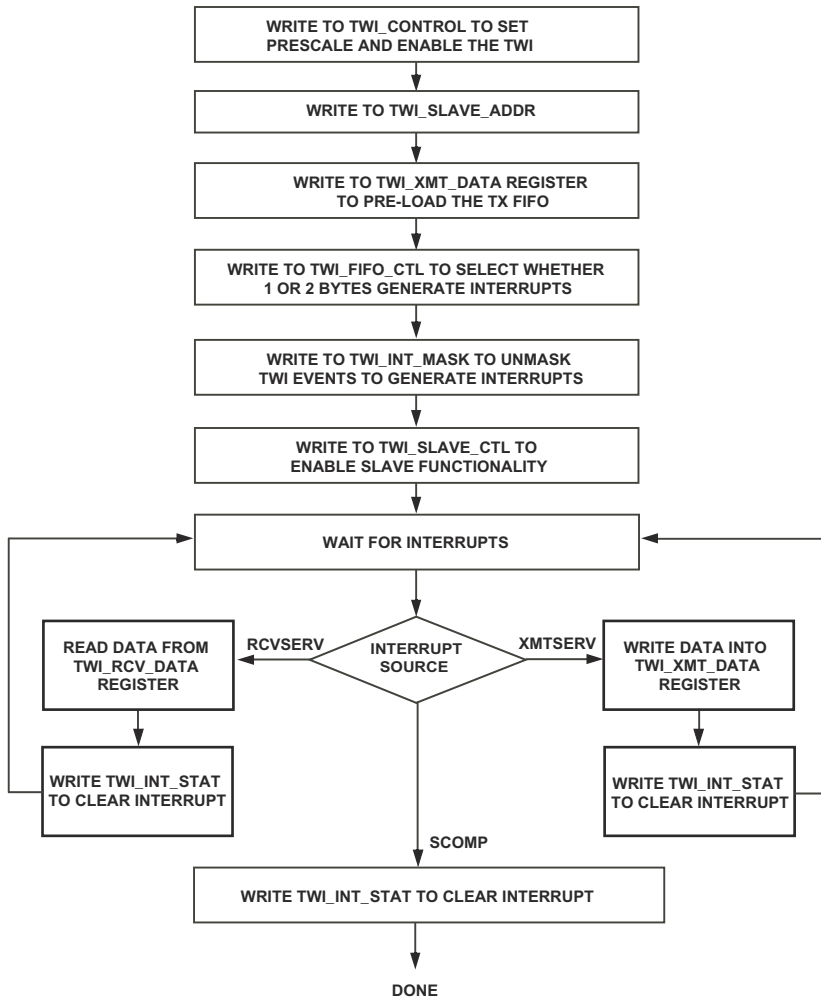 WRITE TO TWI_CONTROL TO SET
PRESCALE AND ENABLE THE TWI
WRITE TO TWI_SLAVE_ADDR
WRITE TO TWI_XMT_DATA REGISTER
TO PRE-LOAD THE TX FIFO
WRITE TO TWI_FIFO_CTL TO SELECT WHETHER
1 OR 2 BYTES GENERATE INTERRUPTS
WRITE TO TWI_INT_MASK TO UNMASK
TWI EVENTS TO GENERATE INTERRUPTS
WRITE TO TWI_SLAVE_CTL TO
ENABLE SLAVE FUNCTIONALITY
WAIT FOR INTERRUPTS
INTERRUPT
SOURCE
RCVSERV
READ DATA FROM
TWI_RCV_DATA
REGISTER
WRITE TWI_INT_STAT
TO CLEAR INTERRUPT
XMTSERV
WRITE DATA INTO
TWI_XMT_DATA
REGISTER
WRITE TWI_INT_STAT
TO CLEAR INTERRUPT
SCOMP
WRITE TWI_INT_STAT TO CLEAR INTERRUPT
DONE